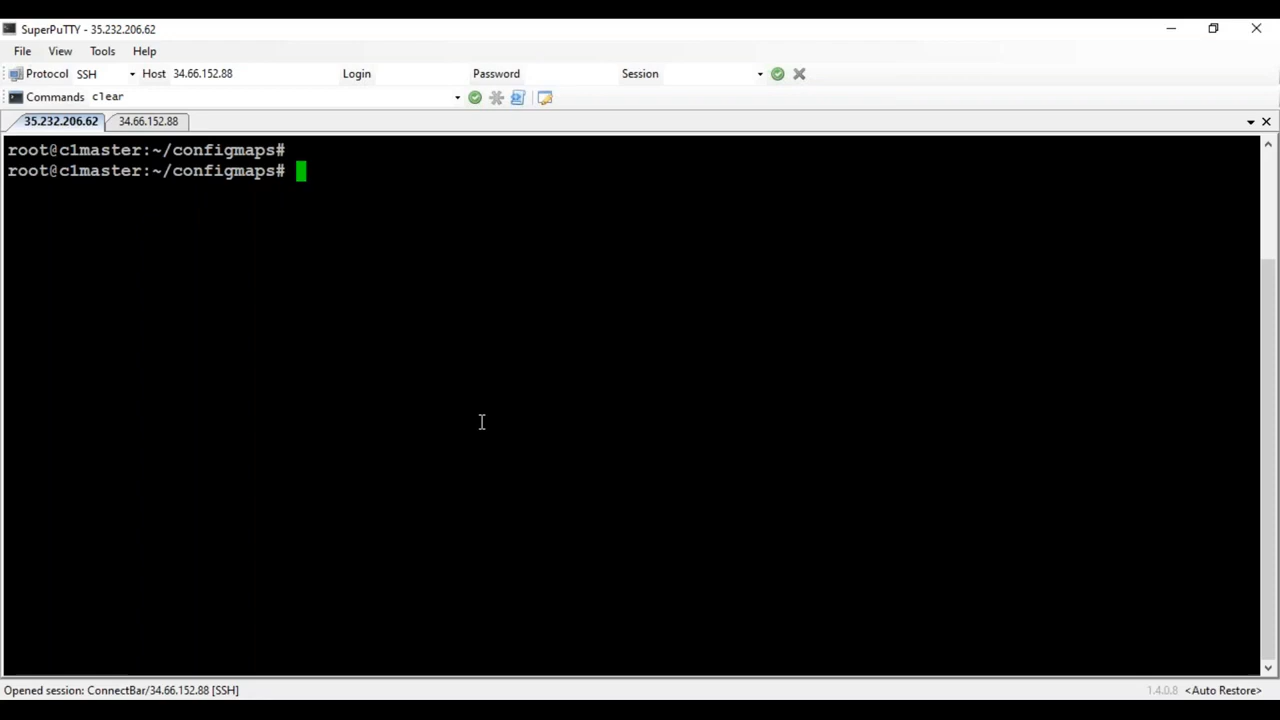 SuperPuTTY - 35.232.206.62
File View Tools Help
Protocol SSH Host 34.66.152.88 Login Password Session
Commands clear
35.232.206.62 34.66.152.88
root@c1master:~/configmaps#
root@c1master:~/configmaps#
Opened session: ConnectBar/34.66.152.88 [SSH] 1.4.0.8 <Auto Restore>